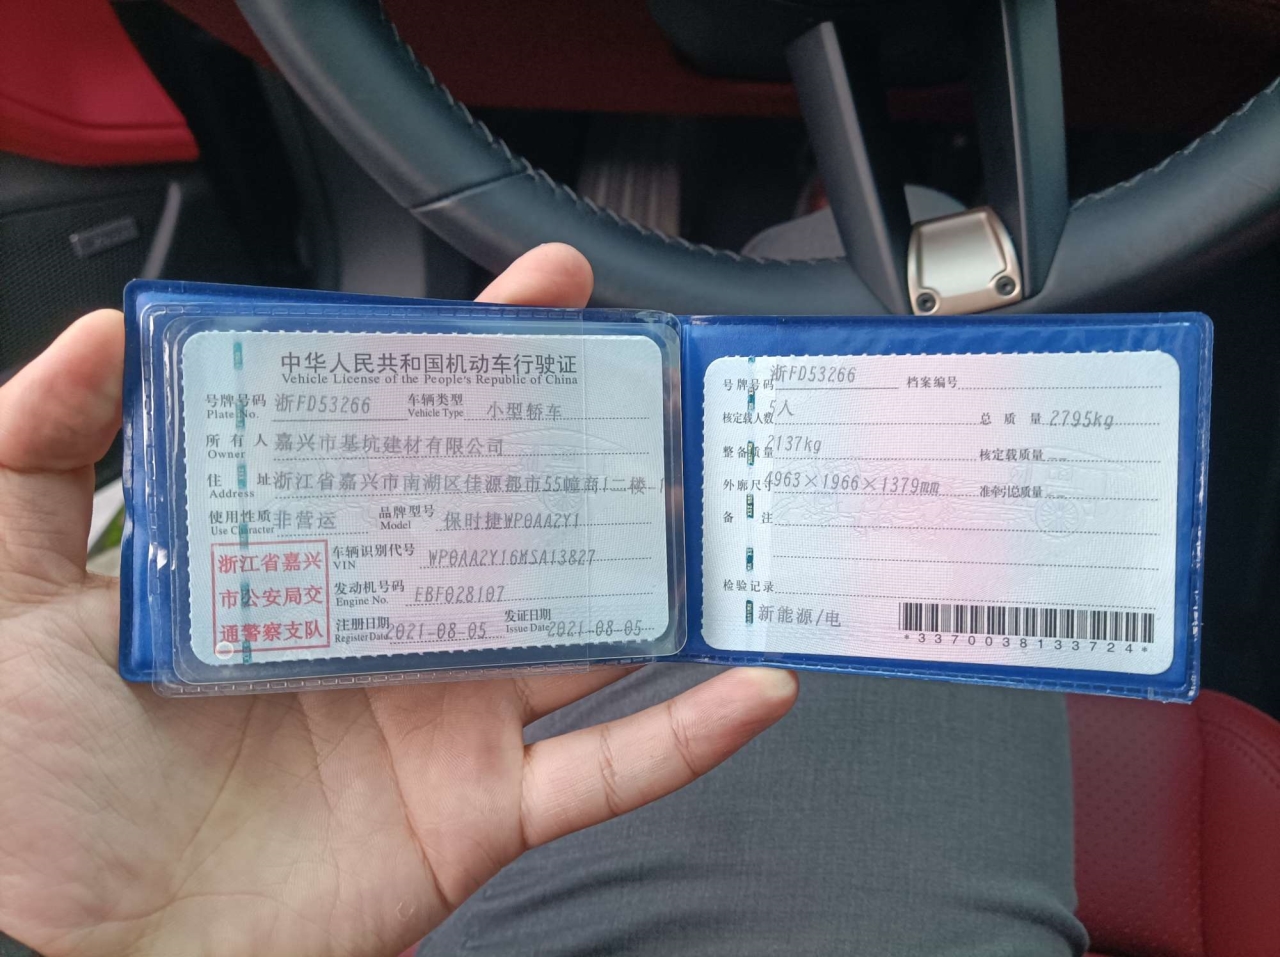 中华人民共和国机动车行驶证
Vehicle License of the People's Republic of China
号牌号码 浙FD53266 车辆类型 小型轿车
Plate No. Vehicle Type
所有人 嘉兴市基坑建材有限公司
Owner
住址 浙江省嘉兴市南湖区佳源都市55幢商1二楼-1
Address
使用性质 非营运 品牌型号 保时捷WP0AA2Y1
Use Character Model
浙江省嘉兴
市公安局交
通警察支队
车辆识别代号 WP0AA2Y16MSA13827
VIN
发动机号码 EBF028107
Engine No.
注册日期 2021-08-05 发证日期 2021-08-05
Register Date Issue Date
号牌号码 浙FD53266 档案编号
核定载人数 5人 总质量 2795kg
整备质量 2137kg 核定载质量
外廓尺寸 4963×1966×1379mm 准牵引总质量
备注
检验记录
新能源/电
*3370038133724*